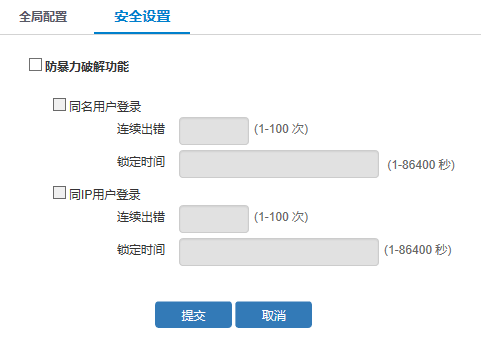 全局配置 安全设置
防暴力破解功能
同名用户登录
连续出错 (1-100 次)
锁定时间 (1-86400 秒)
同IP用户登录
连续出错 (1-100 次)
锁定时间 (1-86400 秒)
提交 取消